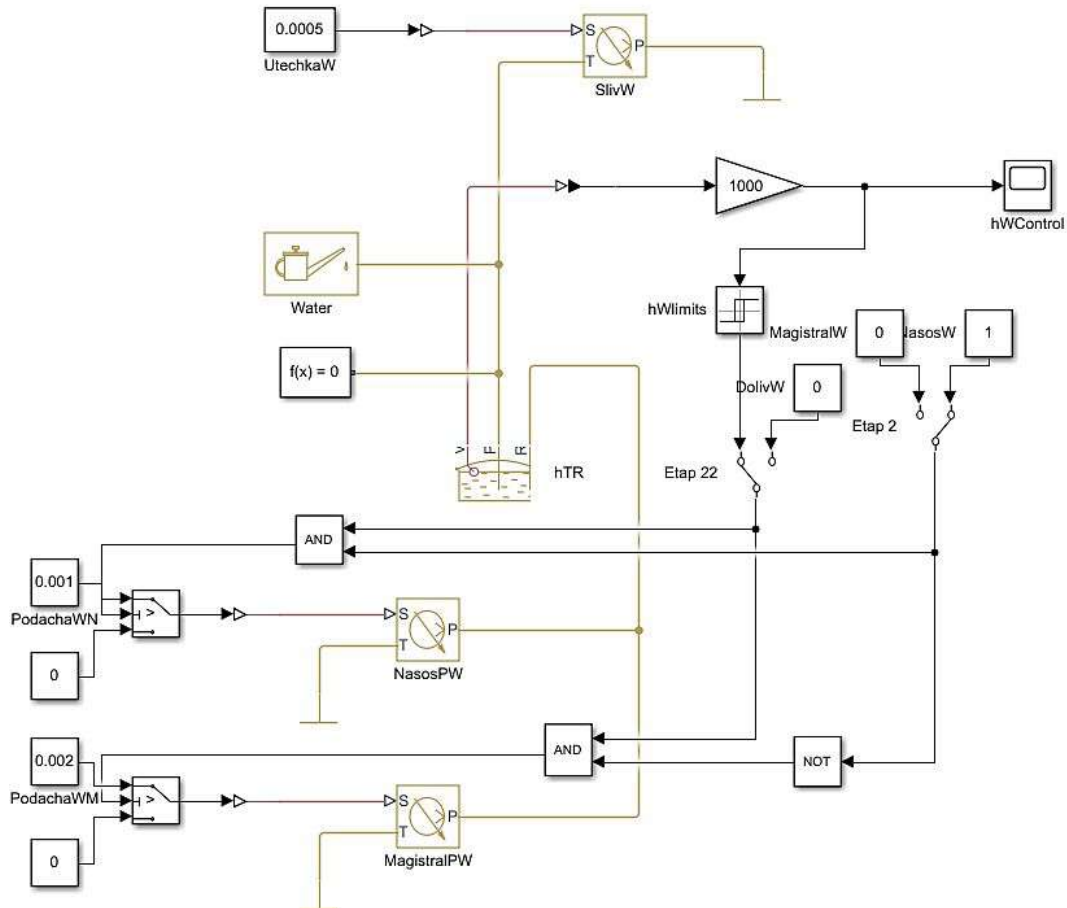 0.0005
UtechkaW
S
P
T
SlivW
1000
hWControl
Water
hWlimits
MagistralW
0
NasosW
1
f(x) = 0
DolivW
0
Etap 2
V
F
R
hTR
Etap 22
AND
0.001
PodachaWN
>
S
P
T
NasosPW
0
AND
NOT
0.002
PodachaWM
>
S
P
T
MagistralPW
0